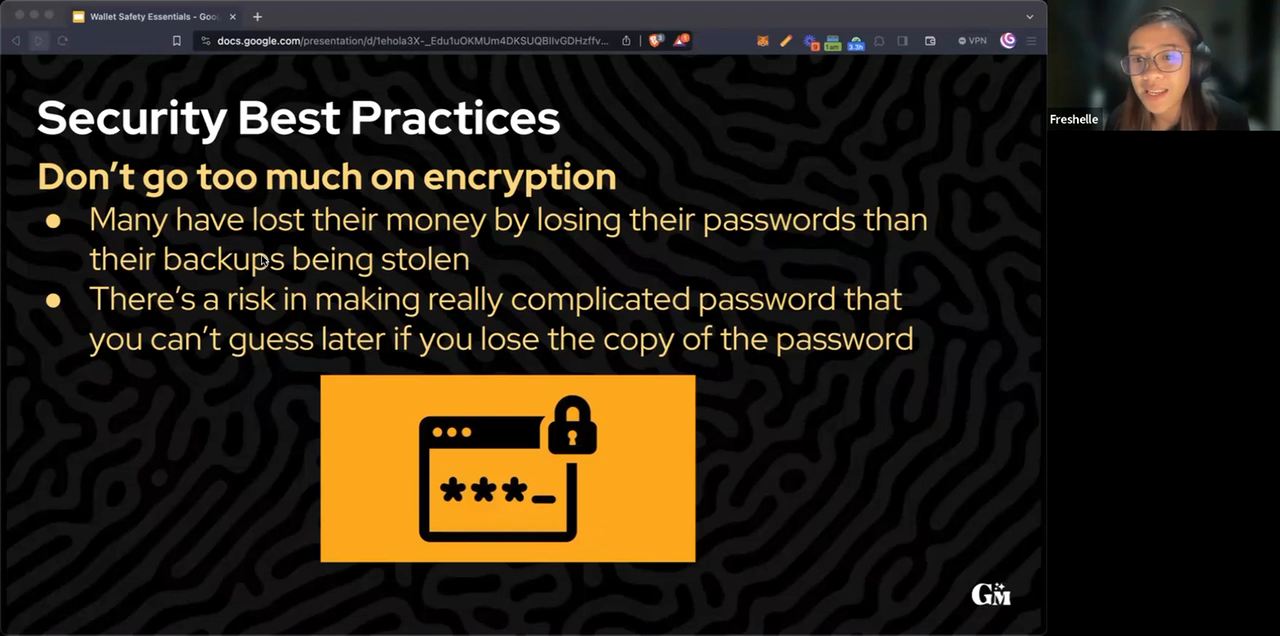 Wallet Safety Essentials - Goo
docs.google.com/presentation/d/1ehola3X-_Edu1uOKMUm4DKSUQBIlvGDHzffv...
VPN
Freshelle
Security Best Practices
Don't go too much on encryption
● Many have lost their money by losing their passwords than
their backups being stolen
● There's a risk in making really complicated password that
you can't guess later if you lose the copy of the password
***_
GM